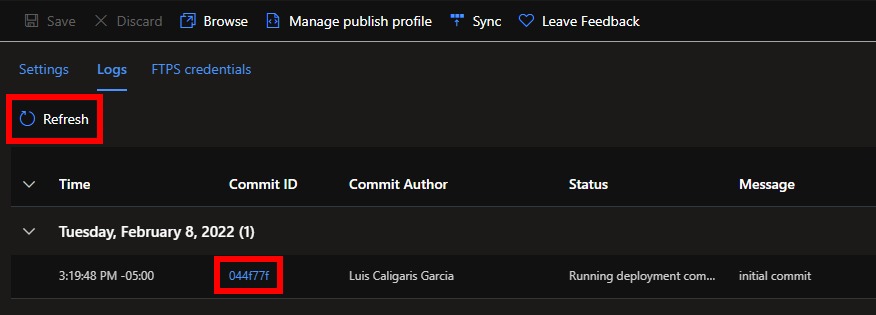 Save Discard Browse Manage publish profile Sync Leave Feedback
Settings Logs FTPS credentials
Refresh
Time Commit ID Commit Author Status Message
Tuesday, February 8, 2022 (1)
3:19:48 PM -05:00 044f77f Luis Caligaris Garcia Running deployment com... initial commit